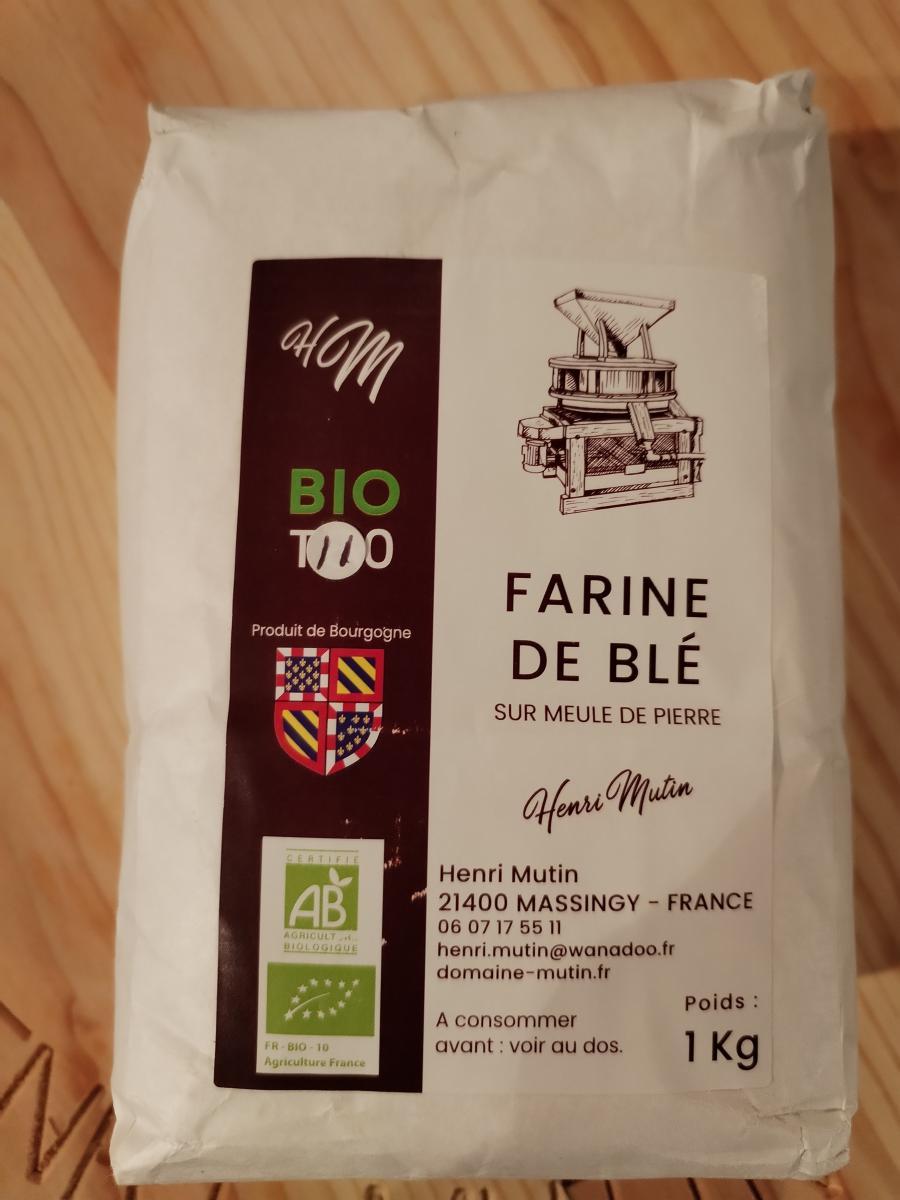 HM
BIO
Produit de Bourgogne
CERTIFIÉ
AB
BIOLOGIQUE
FR - BIO - 10
Agriculture France
FARINE
DE BLÉ
SUR MEULE DE PIERRE
Henri Mutin
Henri Mutin
21400 MASSINGY - FRANCE
06 07 17 55 11
henri.mutin@wanadoo.fr
domaine-mutin.fr
A consommer
avant : voir au dos.
Poids :
1 Kg